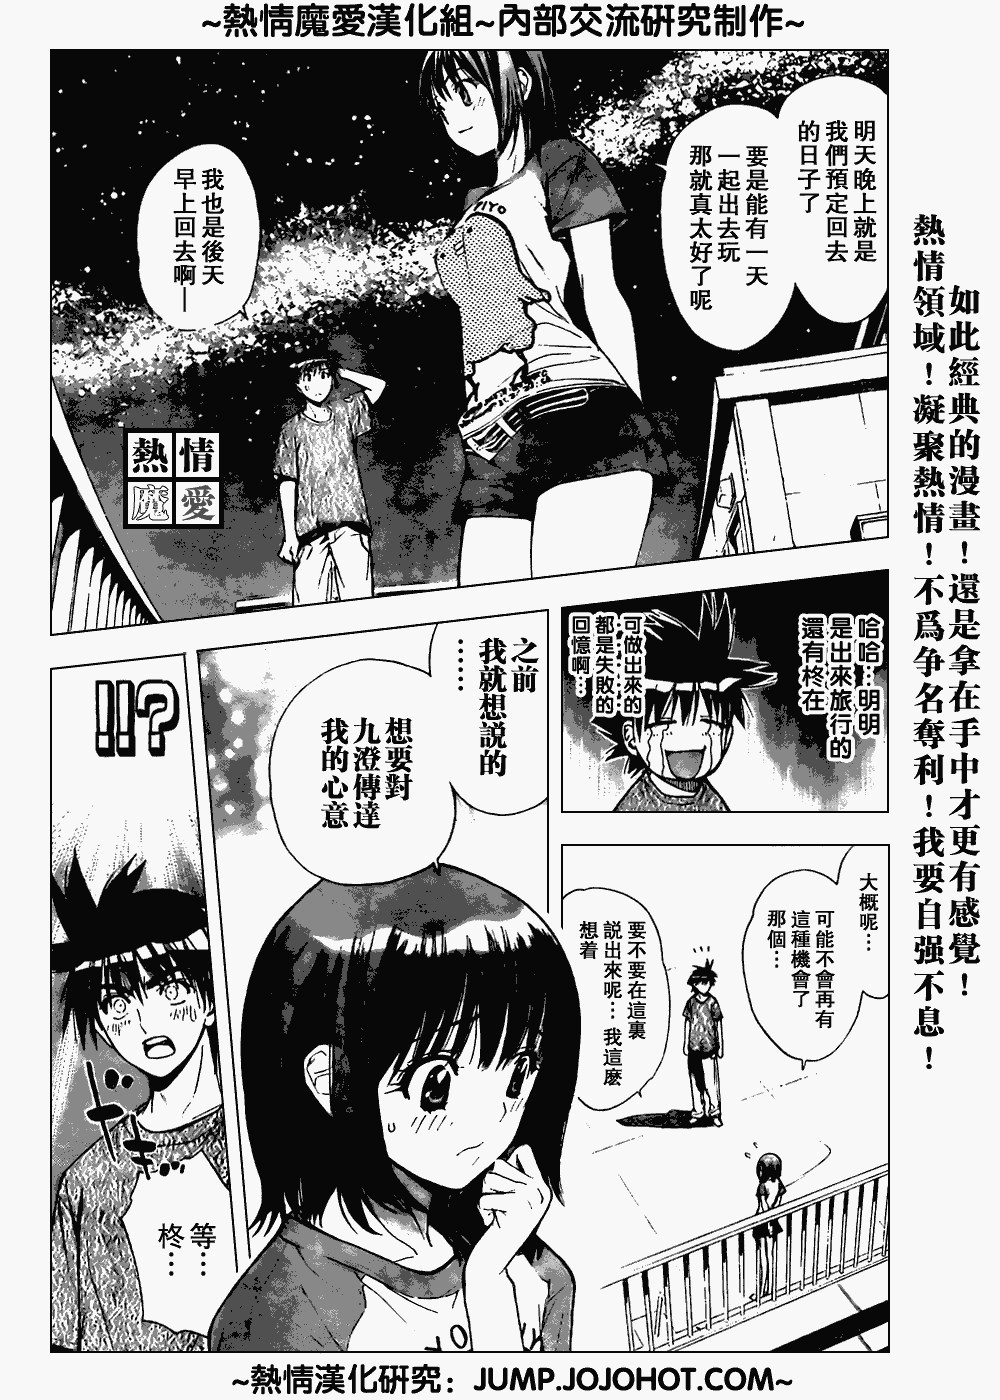 ~熱情魔愛漢化組~內部交流研究制作~
明天晚上就是
我們預定回去
的日子了
要是能有一天
一起出去玩
那就真太好了呢
我也是後天
早上回去啊—
PIYO
熱情
魔愛
哈哈…明明
是出來旅行的
還有柊在
可做出來的
都是失敗的
回憶啊…
之前
我就想説的
……
想要對
九澄傳達
我的心意
!!?
大概呢…
可能不會再有
這種機會了
那個…
要不要在這裏
説出來呢…我這麽
想着
ドキドキ
等…
柊…
如此經典的漫畫！還是拿在手中才更有感覺！
熱情領域！凝聚熱情！不爲争名奪利！我要自强不息！
~熱情漢化研究：JUMP.JOJOHOT.COM~